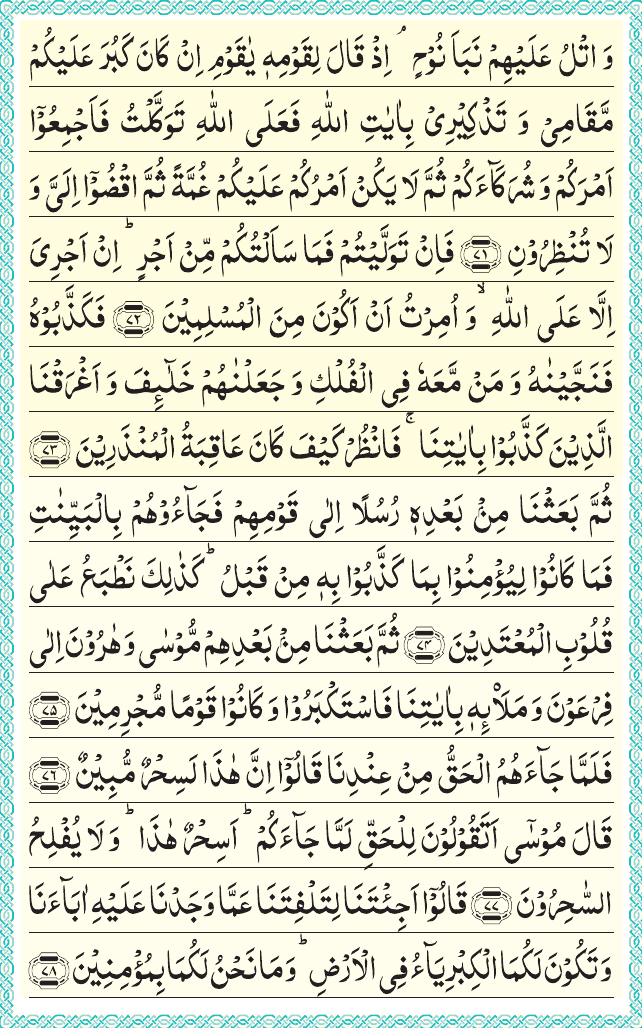 وَ اتْلُ عَلَیْهِمْ نَبَاَ نُوْحٍ ۘ اِذْ قَالَ لِقَوْمِهٖ یٰقَوْمِ اِنْ كَانَ كَبُرَ عَلَیْكُمْ
مَّقَامِیْ وَ تَذْكِیْرِیْ بِاٰیٰتِ اللّٰهِ فَعَلَی اللّٰهِ تَوَكَّلْتُ فَاَجْمِعُوْۤا
اَمْرَكُمْ وَ شُرَكَآءَكُمْ ثُمَّ لَا یَكُنْ اَمْرُكُمْ عَلَیْكُمْ غُمَّةً ثُمَّ اقْضُوْۤا اِلَیَّ وَ
لَا تُنْظِرُوْنِ ﴿۷۱﴾ فَاِنْ تَوَلَّیْتُمْ فَمَا سَاَلْتُكُمْ مِّنْ اَجْرٍ ؕ اِنْ اَجْرِیَ
اِلَّا عَلَی اللّٰهِ ۙ وَ اُمِرْتُ اَنْ اَكُوْنَ مِنَ الْمُسْلِمِیْنَ ﴿۷۲﴾ فَكَذَّبُوْهُ
فَنَجَّیْنٰهُ وَ مَنْ مَّعَهٗ فِی الْفُلْكِ وَ جَعَلْنٰهُمْ خَلٰٓئِفَ وَ اَغْرَقْنَا
الَّذِیْنَ كَذَّبُوْا بِاٰیٰتِنَا ۚ فَانْظُرْ كَیْفَ كَانَ عَاقِبَةُ الْمُنْذَرِیْنَ ﴿۷۳﴾
ثُمَّ بَعَثْنَا مِنْۢ بَعْدِهٖ رُسُلًا اِلٰی قَوْمِهِمْ فَجَآءُوْهُمْ بِالْبَیِّنٰتِ
فَمَا كَانُوْا لِیُؤْمِنُوْا بِمَا كَذَّبُوْا بِهٖ مِنْ قَبْلُ ؕ كَذٰلِكَ نَطْبَعُ عَلٰی
قُلُوْبِ الْمُعْتَدِیْنَ ﴿۷۴﴾ ثُمَّ بَعَثْنَا مِنْۢ بَعْدِهِمْ مُّوْسٰی وَ هٰرُوْنَ اِلٰی
فِرْعَوْنَ وَ مَلَا۠ىِٕهٖ بِاٰیٰتِنَا فَاسْتَكْبَرُوْا وَ كَانُوْا قَوْمًا مُّجْرِمِیْنَ ﴿۷۵﴾
فَلَمَّا جَآءَهُمُ الْحَقُّ مِنْ عِنْدِنَا قَالُوْۤا اِنَّ هٰذَا لَسِحْرٌ مُّبِیْنٌ ﴿۷۶﴾
قَالَ مُوْسٰۤی اَتَقُوْلُوْنَ لِلْحَقِّ لَمَّا جَآءَكُمْ ؕ اَسِحْرٌ هٰذَا ؕ وَ لَا یُفْلِحُ
السّٰحِرُوْنَ ﴿۷۷﴾ قَالُوْۤا اَجِئْتَنَا لِتَلْفِتَنَا عَمَّا وَجَدْنَا عَلَیْهِ اٰبَآءَنَا
وَ تَكُوْنَ لَكُمَا الْكِبْرِیَآءُ فِی الْاَرْضِ ؕ وَ مَا نَحْنُ لَكُمَا بِمُؤْمِنِیْنَ ﴿۷۸﴾